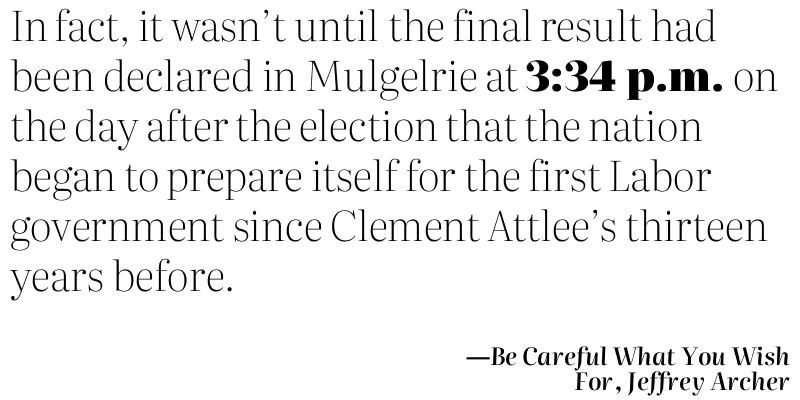 In fact, it wasn’t until the final result had
been declared in Mulgelrie at 3:34 p.m. on
the day after the election that the nation
began to prepare itself for the first Labor
government since Clement Attlee’s thirteen
years before.
—Be Careful What You Wish
For, Jeffrey Archer